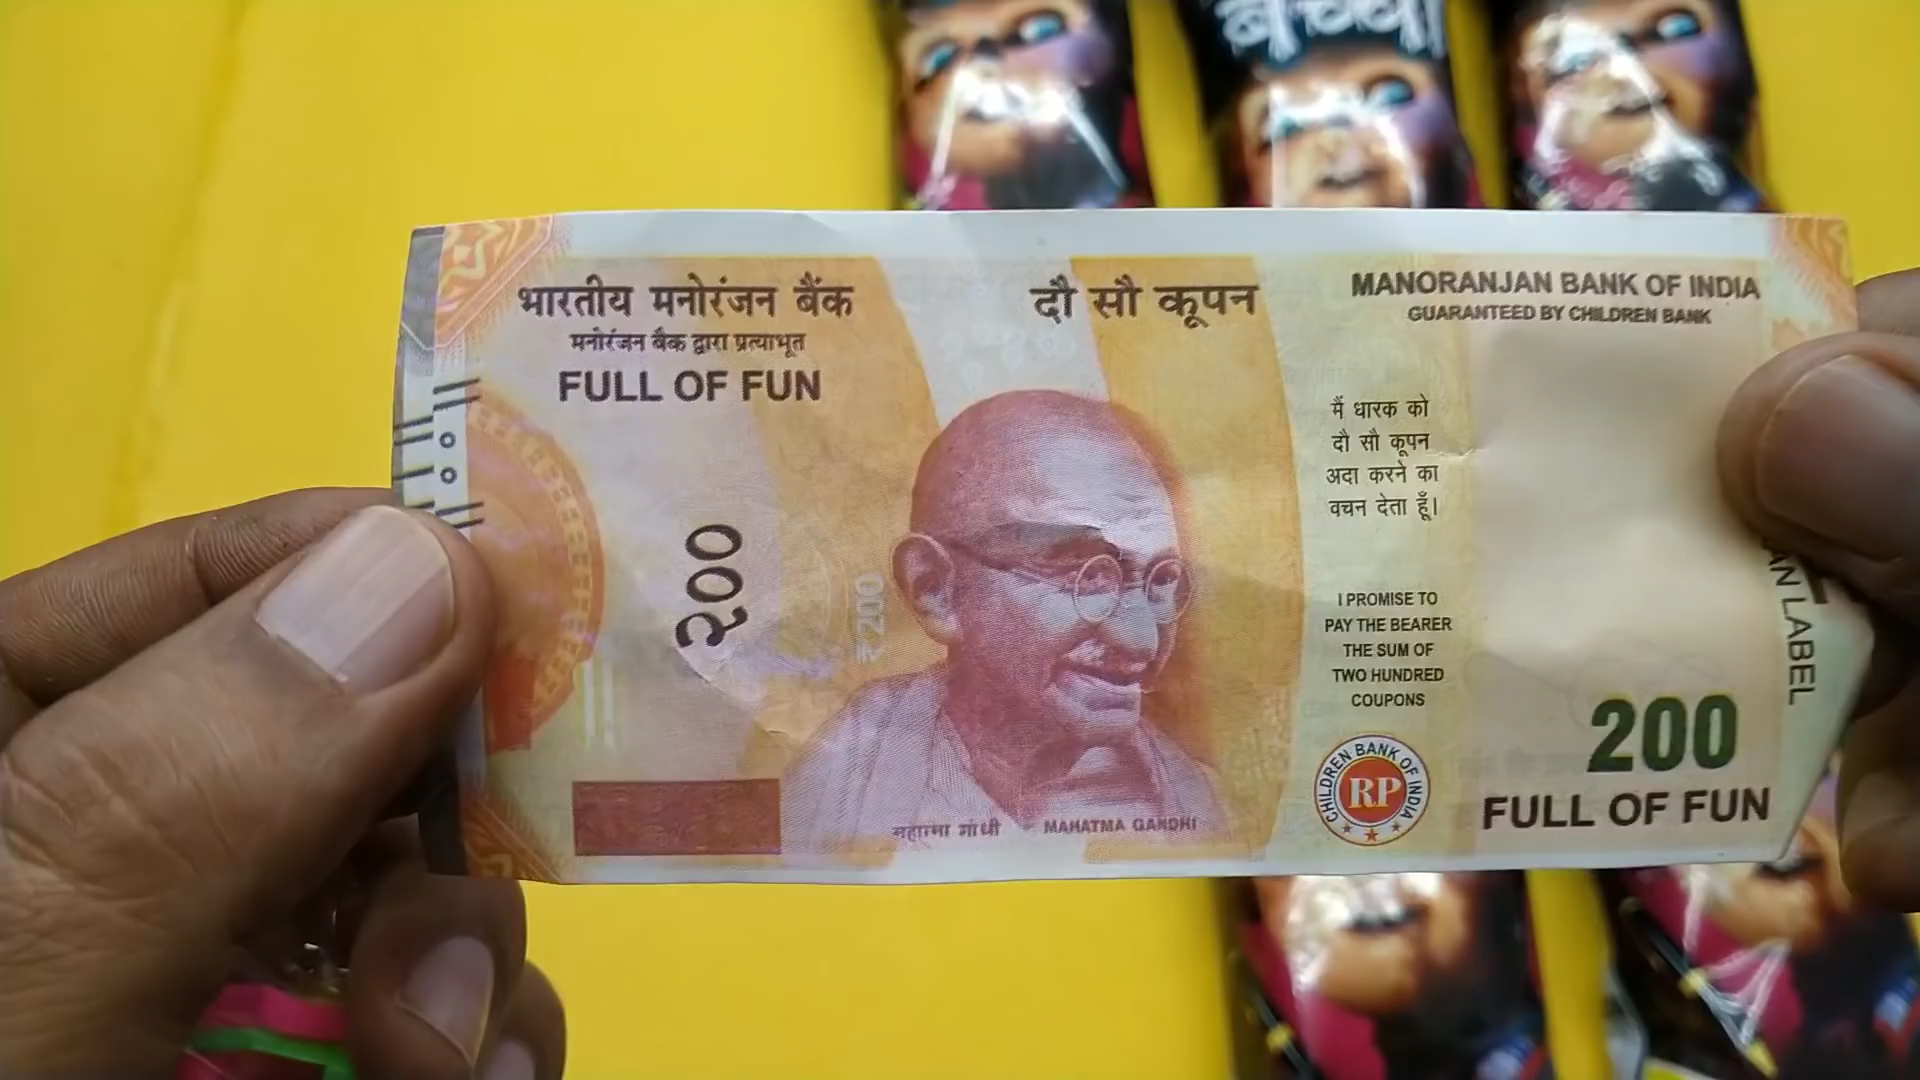 बच्चा
भारतीय मनोरंजन बैंक
मनोरंजन बैंक द्वारा प्रत्याभूत
FULL OF FUN
दौ सौ कूपन
MANORANJAN BANK OF INDIA
GUARANTEED BY CHILDREN BANK
मैं धारक को
दौ सौ कूपन
अदा करने का
वचन देता हूँ।
२००
₹200
I PROMISE TO
PAY THE BEARER
THE SUM OF
TWO HUNDRED
COUPONS
CHILDREN BANK OF INDIA
RP
LABEL
200
FULL OF FUN
महात्मा गांधी MAHATMA GANDHI